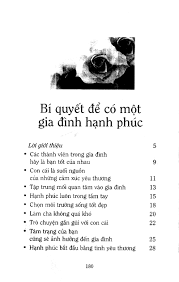 Bí quyết để có một
gia đình hạnh phúc
Lời giới thiệu 5
• Các thành viên trong gia đình
hãy là bạn tốt của nhau 9
• Con cái là suối nguồn
của những cảm xúc yêu thương 11
• Tập trung mối quan tâm vào gia đình 13
• Hạnh phúc luôn trong tầm tay 15
• Chọn môi trường sống tốt đẹp 18
• Làm cha không quá khó 20
• Trò chuyện gần gũi với con cái 22
• Tâm trạng của bạn
cũng sẽ ảnh hưởng đến gia đình 25
• Hạnh phúc bắt đầu bằng tình yêu thương 28
180